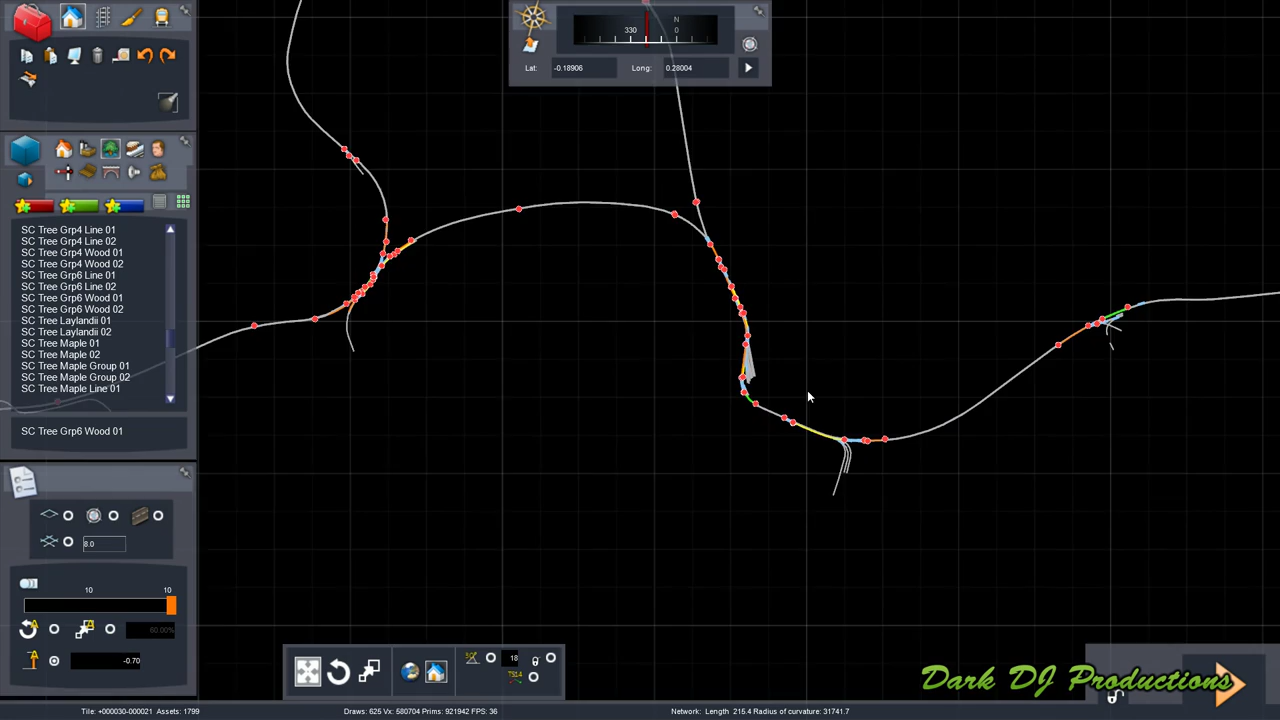 N
330
0
Lat:
-0.18906
Long:
0.28004
SC Tree Grp4 Line 01
SC Tree Grp4 Line 02
SC Tree Grp4 Wood 01
SC Tree Grp4 Wood 02
SC Tree Grp6 Line 01
SC Tree Grp6 Line 02
SC Tree Grp6 Wood 01
SC Tree Grp6 Wood 02
SC Tree Laylandii 01
SC Tree Laylandii 02
SC Tree Maple 01
SC Tree Maple 02
SC Tree Maple Group 01
SC Tree Maple Group 02
SC Tree Maple Line 01
SC Tree Grp6 Wood 01
8.0
10
10
60.00%
-0.70
18
TS14
Dark DJ Productions
Tile: +000030-000021 Assets: 1799
Draws: 625 Vx: 580704 Prims: 921942 FPS: 36
Network: Length 215.4 Radius of curvature: 31741.7